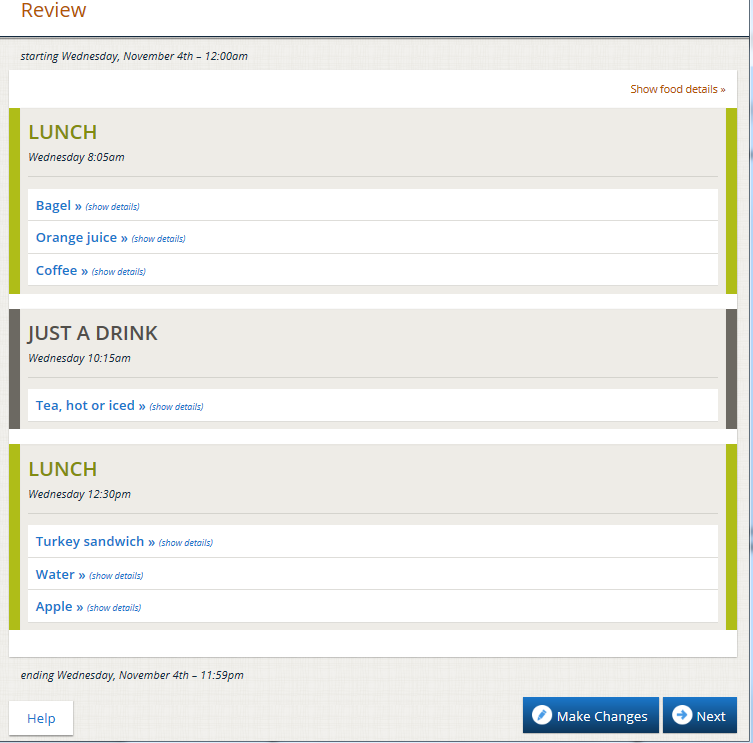 Review
starting Wednesday, November 4th – 12:00am
Show food details »
LUNCH
Wednesday 8:05am
Bagel » (show details)
Orange juice » (show details)
Coffee » (show details)
JUST A DRINK
Wednesday 10:15am
Tea, hot or iced » (show details)
LUNCH
Wednesday 12:30pm
Turkey sandwich » (show details)
Water » (show details)
Apple » (show details)
ending Wednesday, November 4th – 11:59pm
Help
Make Changes
Next